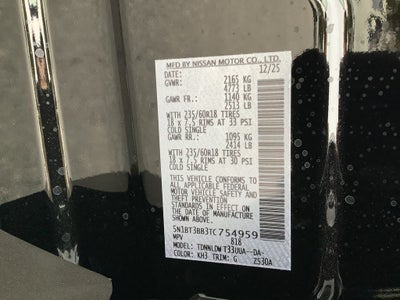 MFD BY NISSAN MOTOR CO., LTD.
DATE: 12/25
GVWR: 2165 KG
4773 LB
GAWR FR.: 1140 KG
2513 LB
WITH 235/60R18 TIRES
18 x 7.5 RIMS AT 33 PSI
COLD SINGLE
GAWR RR.: 1095 KG
2414 LB
WITH 235/60R18 TIRES
18 x 7.5 RIMS AT 30 PSI
COLD SINGLE
THIS VEHICLE CONFORMS TO
ALL APPLICABLE FEDERAL
MOTOR VEHICLE SAFETY AND
THEFT PREVENTION
STANDARDS IN EFFECT ON
THE DATE OF MANUFACTURE
SHOWN ABOVE.
5N1BT3BB3TC754959
MPV 818
MODEL: TDNNLDWT33UUA--DA-
COLOR: KH3 TRIM: G Z530A